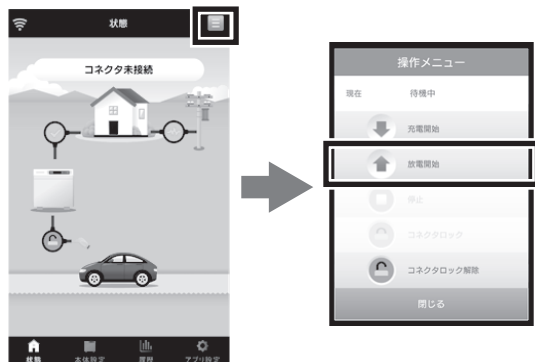 状態
コネクタ未接続
状態
本体設定
履歴
アプリ設定
操作メニュー
現在 待機中
充電開始
放電開始
停止
コネクタロック
コネクタロック解除
閉じる